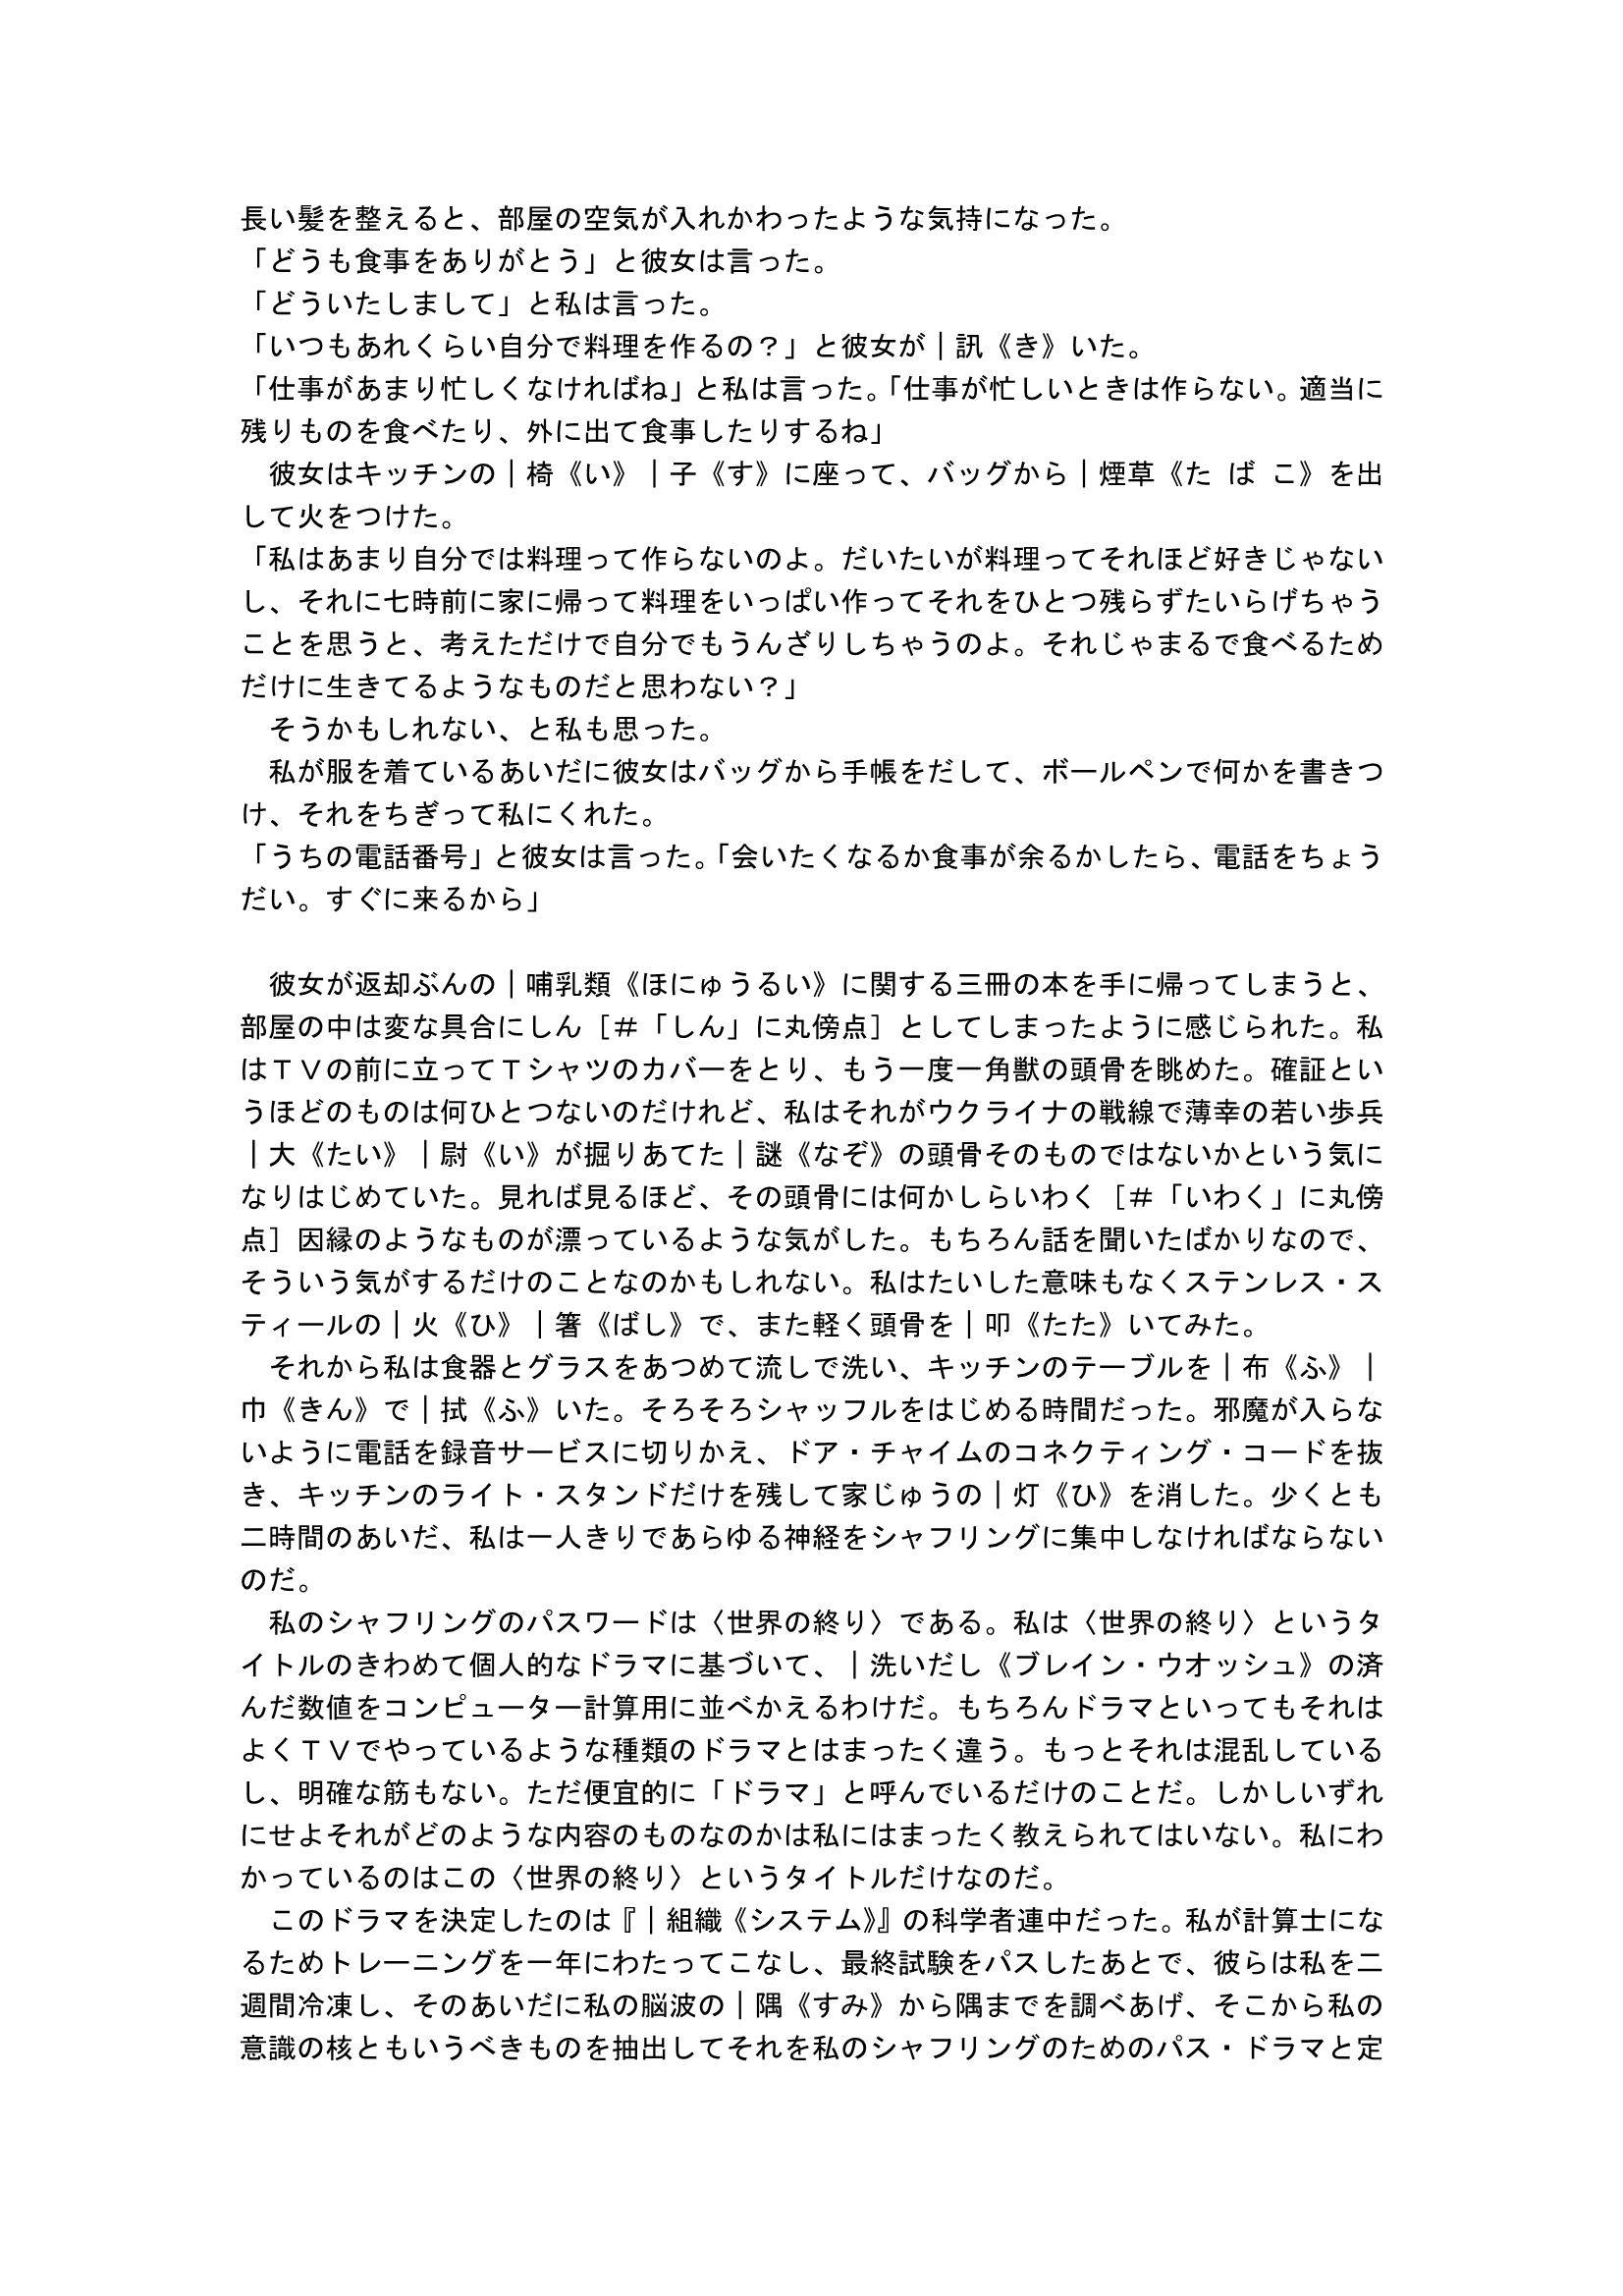 長い髪を整えると、部屋の空気が入れかわったような気持になった。
「どうも食事をありがとう」と彼女は言った。
「どういたしまして」と私は言った。
「いつもあれくらい自分で料理を作るの？」と彼女が｜訊《き》いた。
「仕事があまり忙しくなければね」と私は言った。「仕事が忙しいときは作らない。適当に
残りものを食べたり、外に出て食事したりするね」
　彼女はキッチンの｜椅《い》｜子《す》に座って、バッグから｜煙草《た ば こ》を出
して火をつけた。
「私はあまり自分では料理って作らないのよ。だいたいが料理ってそれほど好きじゃない
し、それに七時前に家に帰って料理をいっぱい作ってそれをひとつ残らずたいらげちゃう
ことを思うと、考えただけで自分でもうんざりしちゃうのよ。それじゃまるで食べるため
だけに生きてるようなものだと思わない？」
　そうかもしれない、と私も思った。
　私が服を着ているあいだに彼女はバッグから手帳をだして、ボールペンで何かを書きつ
け、それをちぎって私にくれた。
「うちの電話番号」と彼女は言った。「会いたくなるか食事が余るかしたら、電話をちょう
だい。すぐに来るから」

　彼女が返却ぶんの｜哺乳類《ほにゅうるい》に関する三冊の本を手に帰ってしまうと、
部屋の中は変な具合にしん［＃「しん」に丸傍点］としてしまったように感じられた。私
はＴＶの前に立ってＴシャツのカバーをとり、もう一度一角獣の頭骨を眺めた。確証とい
うほどのものは何ひとつないのだけれど、私はそれがウクライナの戦線で薄幸の若い歩兵
｜大《たい》｜尉《い》が掘りあてた｜謎《なぞ》の頭骨そのものではないかという気に
なりはじめていた。見れば見るほど、その頭骨には何かしらいわく［＃「いわく」に丸傍
点］因縁のようなものが漂っているような気がした。もちろん話を聞いたばかりなので、
そういう気がするだけのことなのかもしれない。私はたいした意味もなくステンレス・ス
ティールの｜火《ひ》｜箸《ばし》で、また軽く頭骨を｜叩《たた》いてみた。
　それから私は食器とグラスをあつめて流しで洗い、キッチンのテーブルを｜布《ふ》｜
巾《きん》で｜拭《ふ》いた。そろそろシャッフルをはじめる時間だった。邪魔が入らな
いように電話を録音サービスに切りかえ、ドア・チャイムのコネクティング・コードを抜
き、キッチンのライト・スタンドだけを残して家じゅうの｜灯《ひ》を消した。少くとも
二時間のあいだ、私は一人きりであらゆる神経をシャフリングに集中しなければならない
のだ。
　私のシャフリングのパスワードは〈世界の終り〉である。私は〈世界の終り〉というタ
イトルのきわめて個人的なドラマに基づいて、｜洗いだし《ブレイン・ウオッシュ》の済
んだ数値をコンピューター計算用に並べかえるわけだ。もちろんドラマといってもそれは
よくＴＶでやっているような種類のドラマとはまったく違う。もっとそれは混乱している
し、明確な筋もない。ただ便宜的に「ドラマ」と呼んでいるだけのことだ。しかしいずれ
にせよそれがどのような内容のものなのかは私にはまったく教えられてはいない。私にわ
かっているのはこの〈世界の終り〉というタイトルだけなのだ。
　このドラマを決定したのは『｜組織《システム》』の科学者連中だった。私が計算士にな
るためトレーニングを一年にわたってこなし、最終試験をパスしたあとで、彼らは私を二
週間冷凍し、そのあいだに私の脳波の｜隅《すみ》から隅までを調べあげ、そこから私の
意識の核ともいうべきものを抽出してそれを私のシャフリングのためのパス・ドラマと定